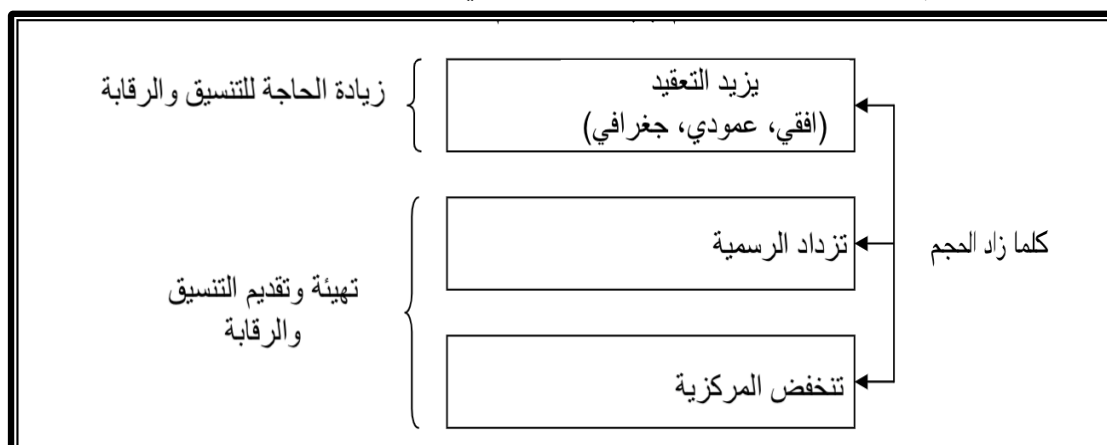 كلما زاد الحجم
يزيد التعقيد
(افقي، عمودي، جغرافي)
زيادة الحاجة للتنسيق والرقابة
تزداد الرسمية
تنخفض المركزية
تهيئة وتقديم التنسيق
والرقابة